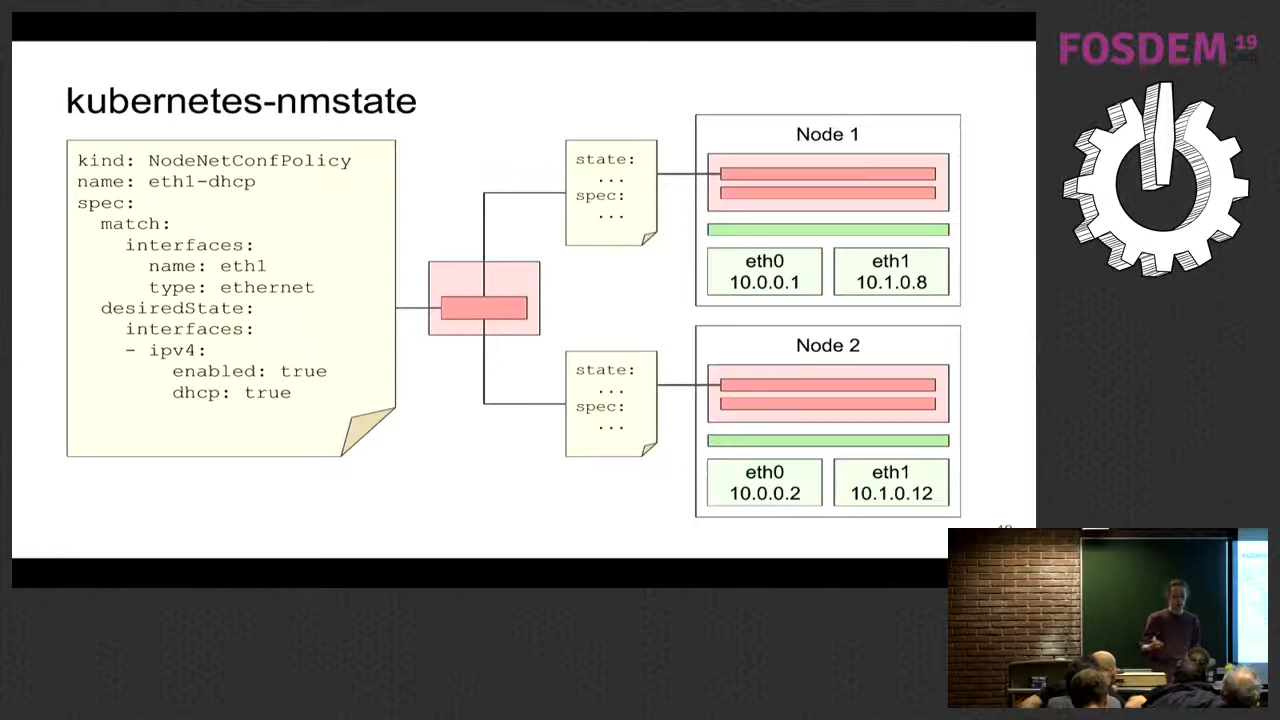 FOSDEM 19
kubernetes-nmstate
kind: NodeNetConfPolicy
name: eth1-dhcp
spec:
match:
interfaces:
name: eth1
type: ethernet
desiredState:
interfaces:
- ipv4:
enabled: true
dhcp: true
state:
...
spec:
...
state:
...
spec:
...
Node 1
eth0
10.0.0.1
eth1
10.1.0.8
Node 2
eth0
10.0.0.2
eth1
10.1.0.12